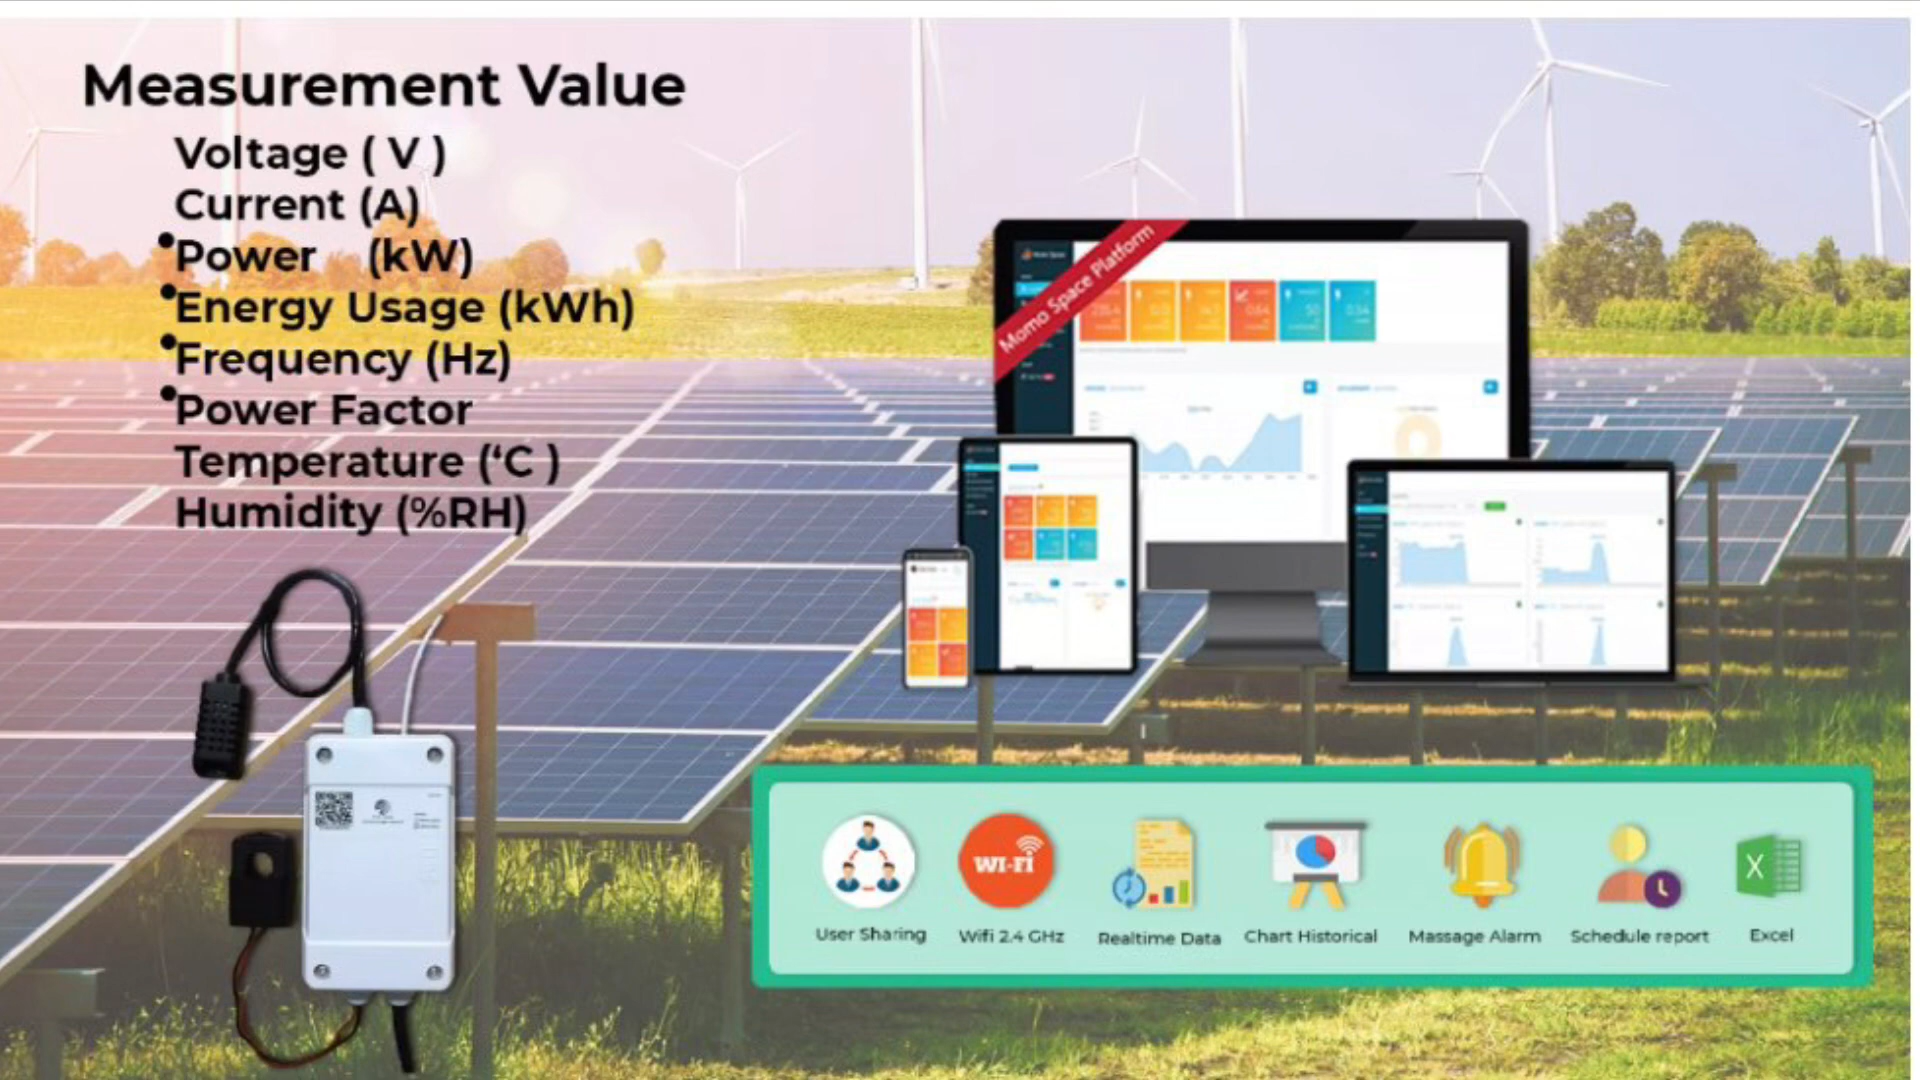 Measurement Value
Voltage ( V )
Current (A)
•Power (kW)
•Energy Usage (kWh)
•Frequency (Hz)
•Power Factor
Temperature (‘C )
Humidity (%RH)
Momo Space Platform
WI-FI
X
User Sharing
Wifi 2.4 GHz
Realtime Data
Chart Historical
Massage Alarm
Schedule report
Excel